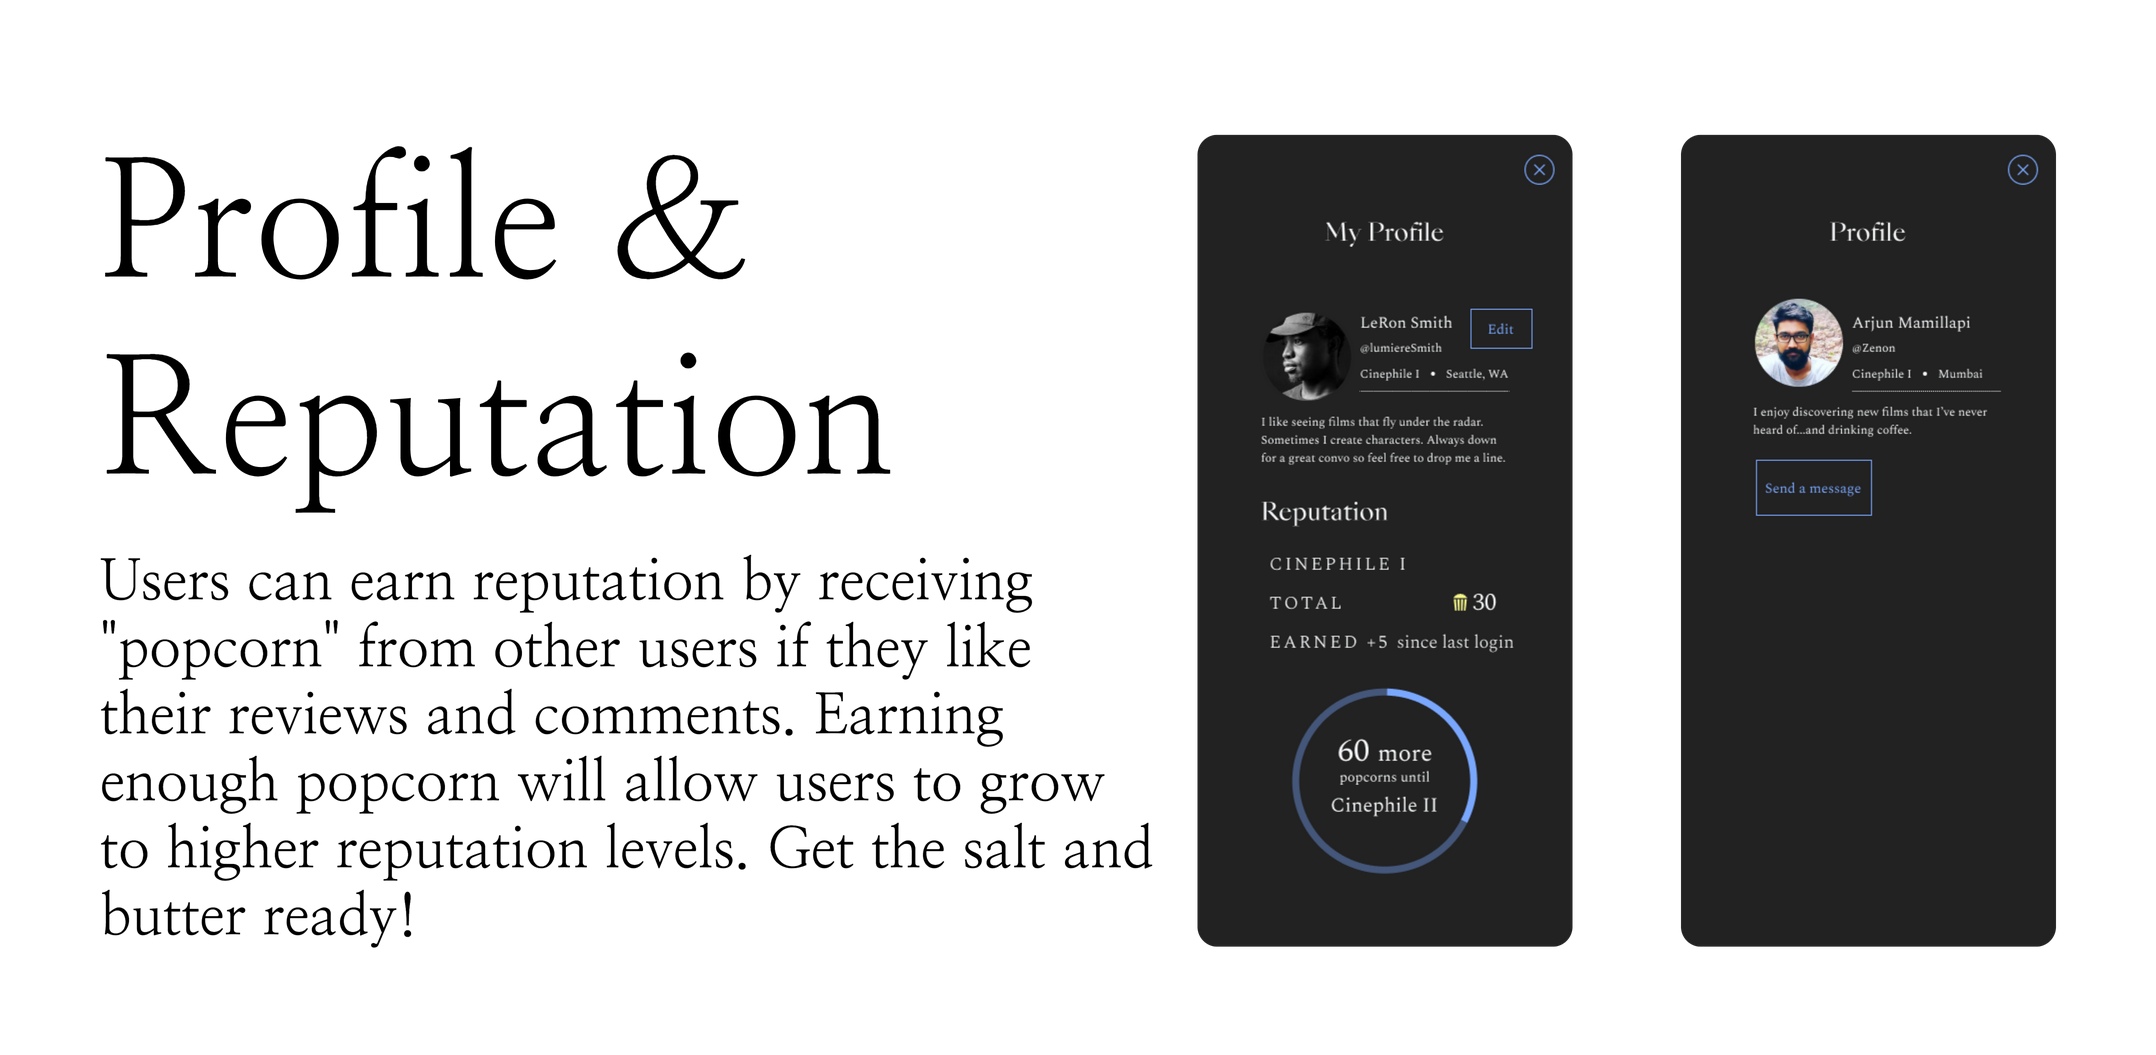 Profile &
Reputation
Users can earn reputation by receiving
"popcorn" from other users if they like
their reviews and comments. Earning
enough popcorn will allow users to grow
to higher reputation levels. Get the salt and
butter ready!
My Profile
LeRon Smith
Edit
@lumiereSmith
Cinephile I • Seattle, WA
I like seeing films that fly under the radar.
Sometimes I create characters. Always down
for a great convo so feel free to drop me a line.
Reputation
CINEPHILE I
TOTAL 30
EARNED +5 since last login
60 more
popcorns until
Cinephile II
Profile
Arjun Mamillapi
@Zenon
Cinephile I • Mumbai
I enjoy discovering new films that I've never
heard of...and drinking coffee.
Send a message